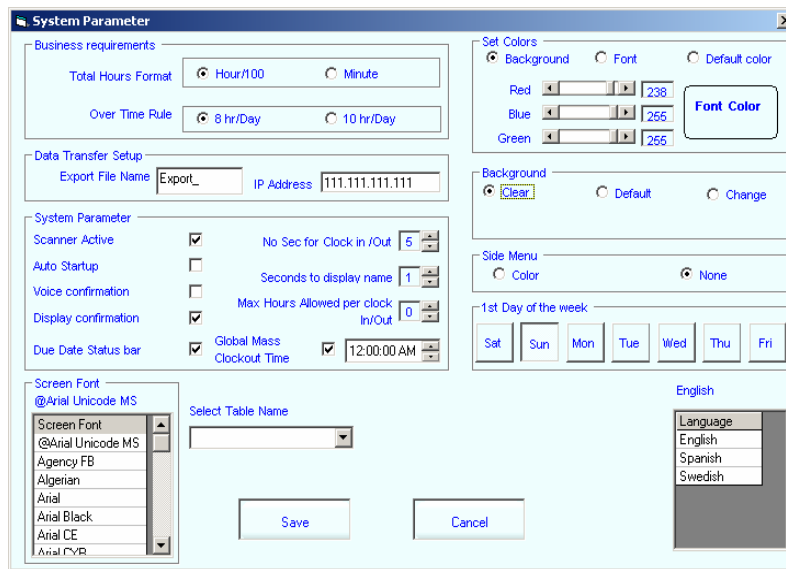 System Parameter
Business requirements
Total Hours Format
Hour/100
Minute
Over Time Rule
8 hr/Day
10 hr/Day
Data Transfer Setup
Export File Name
Export_
IP Address
111.111.111.111
System Parameter
Scanner Active
No Sec for Clock in /Out
5
Auto Startup
Seconds to display name
1
Voice confirmation
Max Hours Allowed per clock
In/Out
0
Display confirmation
Due Date Status bar
Global Mass
Clockout Time
12:00:00 AM
Set Colors
Background
Font
Default color
Red
238
Blue
255
Green
255
Font Color
Background
Clear
Default
Change
Side Menu
Color
None
1st Day of the week
Sat
Sun
Mon
Tue
Wed
Thu
Fri
Screen Font
@Arial Unicode MS
Screen Font
@Arial Unicode MS
Agency FB
Algerian
Arial
Arial Black
Arial CE
Arial CYR
Select Table Name
Save
Cancel
English
Language
English
Spanish
Swedish